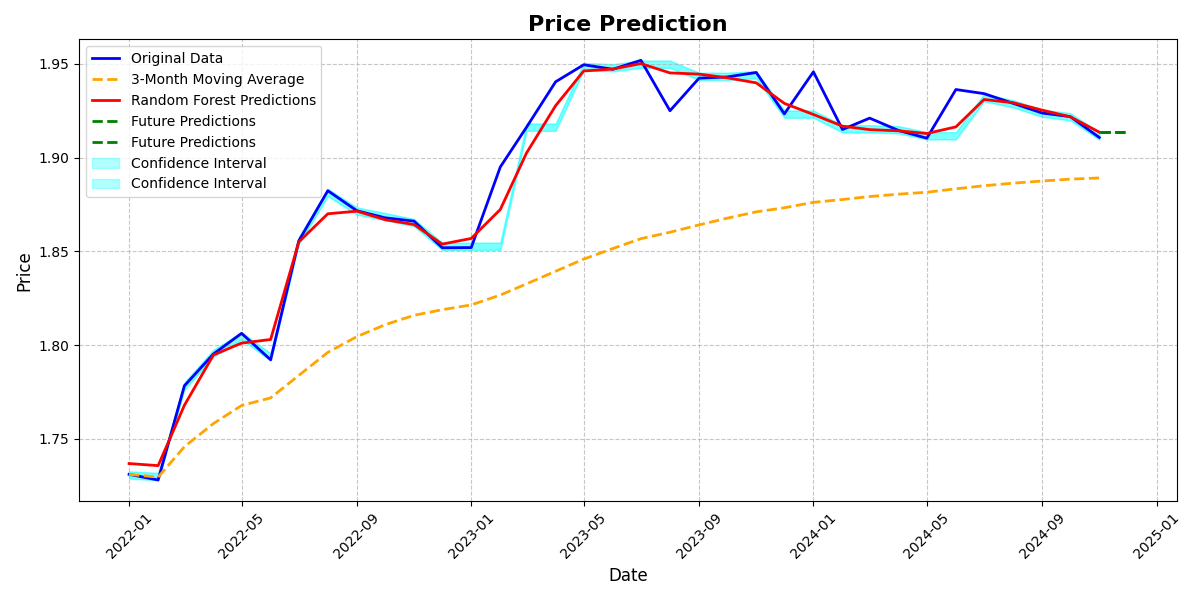 Price Prediction
Original Data
3-Month Moving Average
Random Forest Predictions
Future Predictions
Future Predictions
Confidence Interval
Confidence Interval
Price
1.95
1.90
1.85
1.80
1.75
2022-01
2022-05
2022-09
2023-01
2023-05
2023-09
2024-01
2024-05
2024-09
2025-01
Date